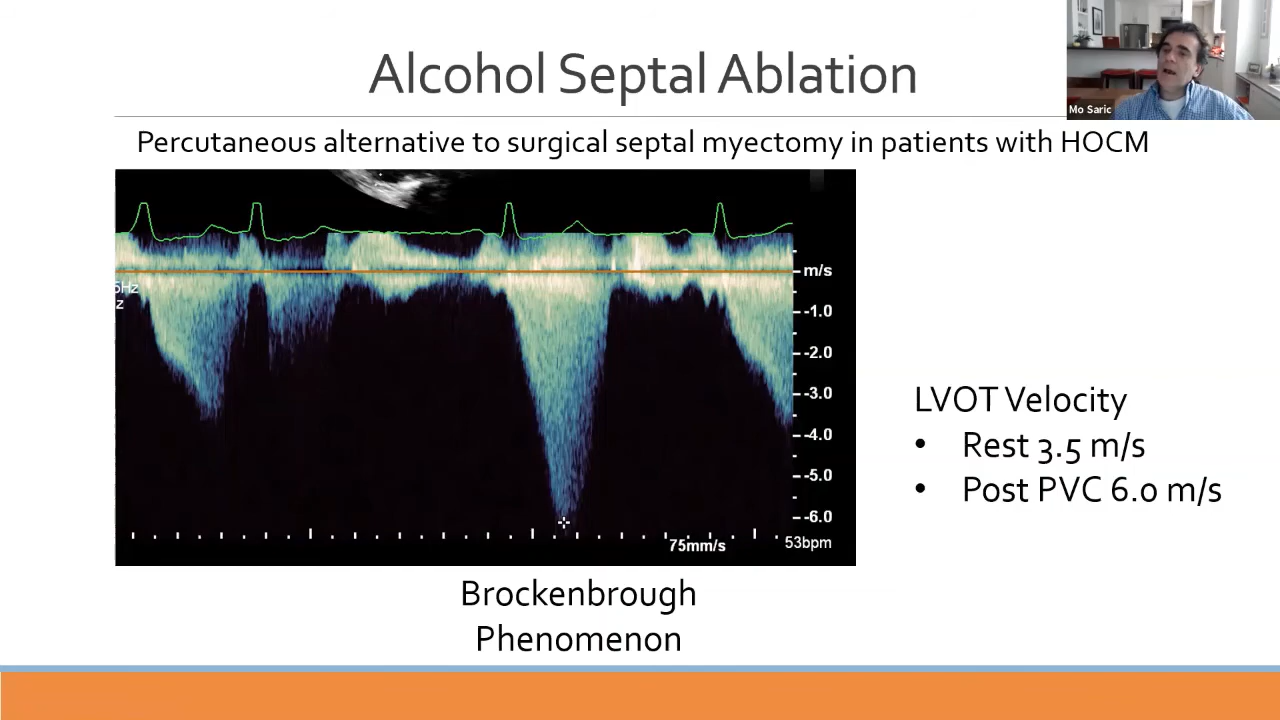 Alcohol Septal Ablation
Mo Saric
Percutaneous alternative to surgical septal myectomy in patients with HOCM
5Hz
z
m/s
-1.0
-2.0
-3.0
-4.0
-5.0
-6.0
75mm/s
53bpm
LVOT Velocity
• Rest 3.5 m/s
• Post PVC 6.0 m/s
Brockenbrough
Phenomenon